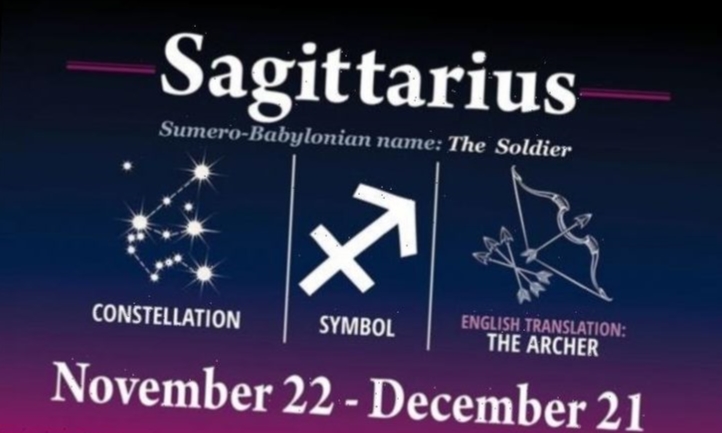 Sagittarius
Sumero-Babylonian name: The Soldier
CONSTELLATION
SYMBOL
ENGLISH TRANSLATION:
THE ARCHER
November 22 - December 21